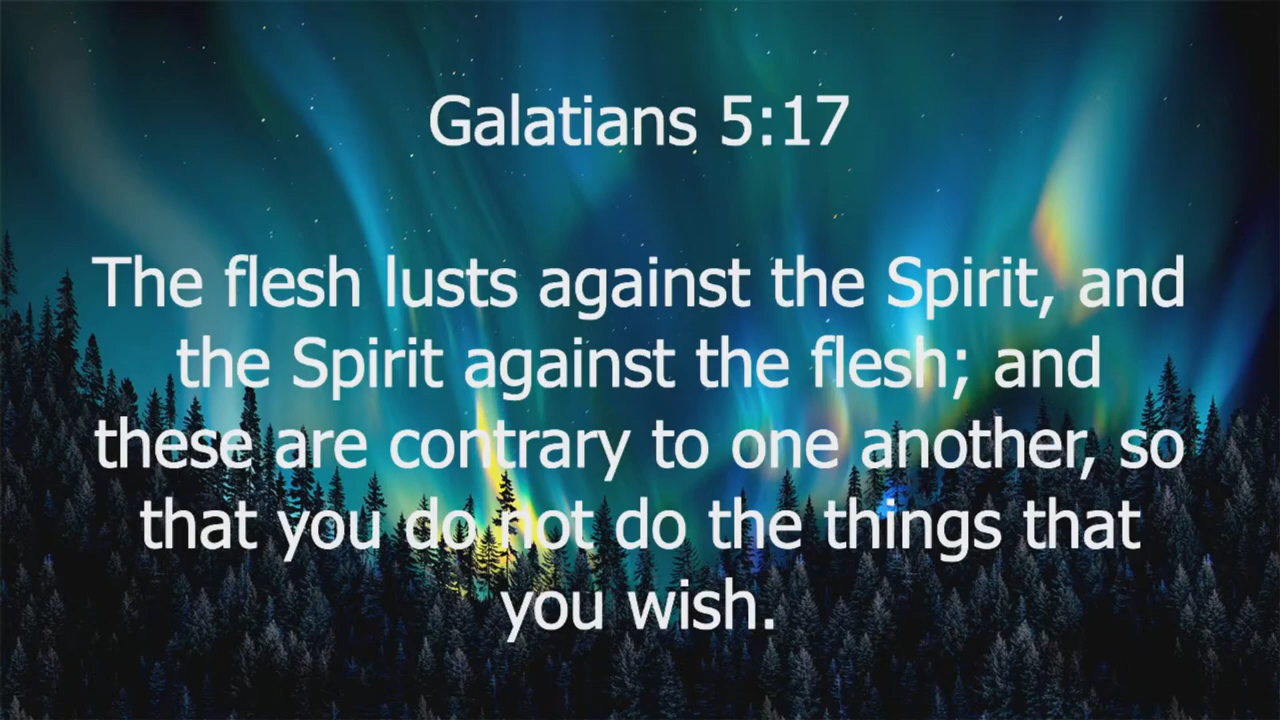 Galatians 5:17
The flesh lusts against the Spirit, and
the Spirit against the flesh; and
these are contrary to one another, so
that you do not do the things that
you wish.